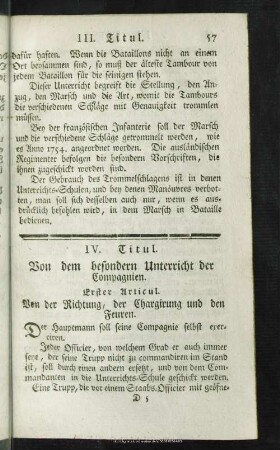 III. Titul. 57
dafür haften. Wenn die Bataillons nicht an einem
Ort beysammen sind, so muß der älteste Tambour von
jedem Bataillon für die seinigen stehen.
Dieser Unterricht begreift die Stellung, den An-
zug, den Marsch und die Art, womit die Tambours
die verschiedenen Schläge mit Genauigkeit trommlen
müssen.
Bey der französischen Infanterie soll der Marsch
und die verschiedene Schläge getrommelt werden, wie
es Anno 1754. angeordnet worden. Die ausländischen
Regimenter befolgen die besondern Vorschriften, die
ihnen zugeschickt worden sind.
Der Gebrauch des Trommelschlagens ist in denen
Unterrichts-Schulen, und bey denen Manövres verbot-
ten, man soll sich desselben auch nur, wenn es aus-
drücklich befohlen wird, in dem Marsch in Bataille
bedienen.
IV. Titul.
Von dem besondern Unterricht der
Compagnien.
Erster Articul.
Von der Richtung, der Chargirung und den
Feuren.
Der Hauptmann soll seine Compagnie selbst exer-
ciren.
Jeder Officier, von welchem Grad er auch immer
seye, der seine Trupp nicht zu commandiren im Stand
ist, soll durch einen andern ersetzt, und von dem Com-
mandanten in die Unterrichts-Schule geschickt werden.
Eine Trupp, die vor einem Staabs-Officier mit geöfne-
D 5